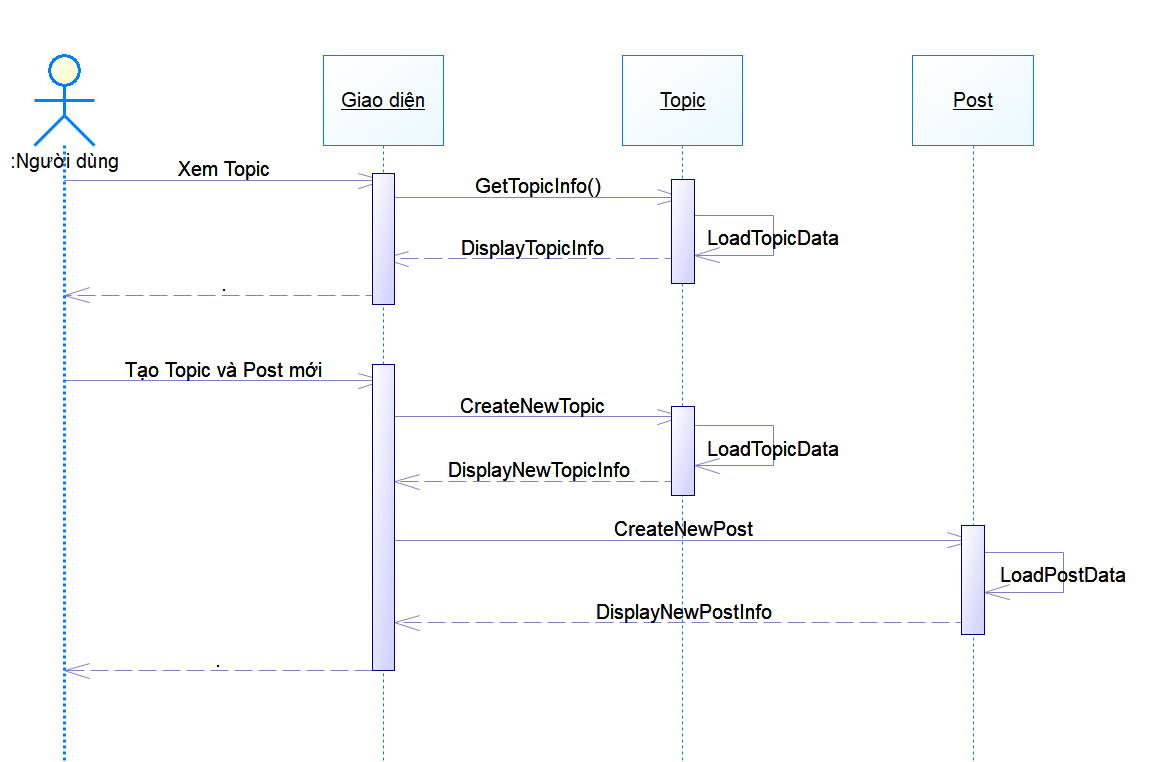 Giao diện
Topic
Post
:Người dùng
Xem Topic
GetTopicInfo()
LoadTopicData
DisplayTopicInfo
.
Tạo Topic và Post mới
CreateNewTopic
LoadTopicData
DisplayNewTopicInfo
CreateNewPost
LoadPostData
DisplayNewPostInfo
.